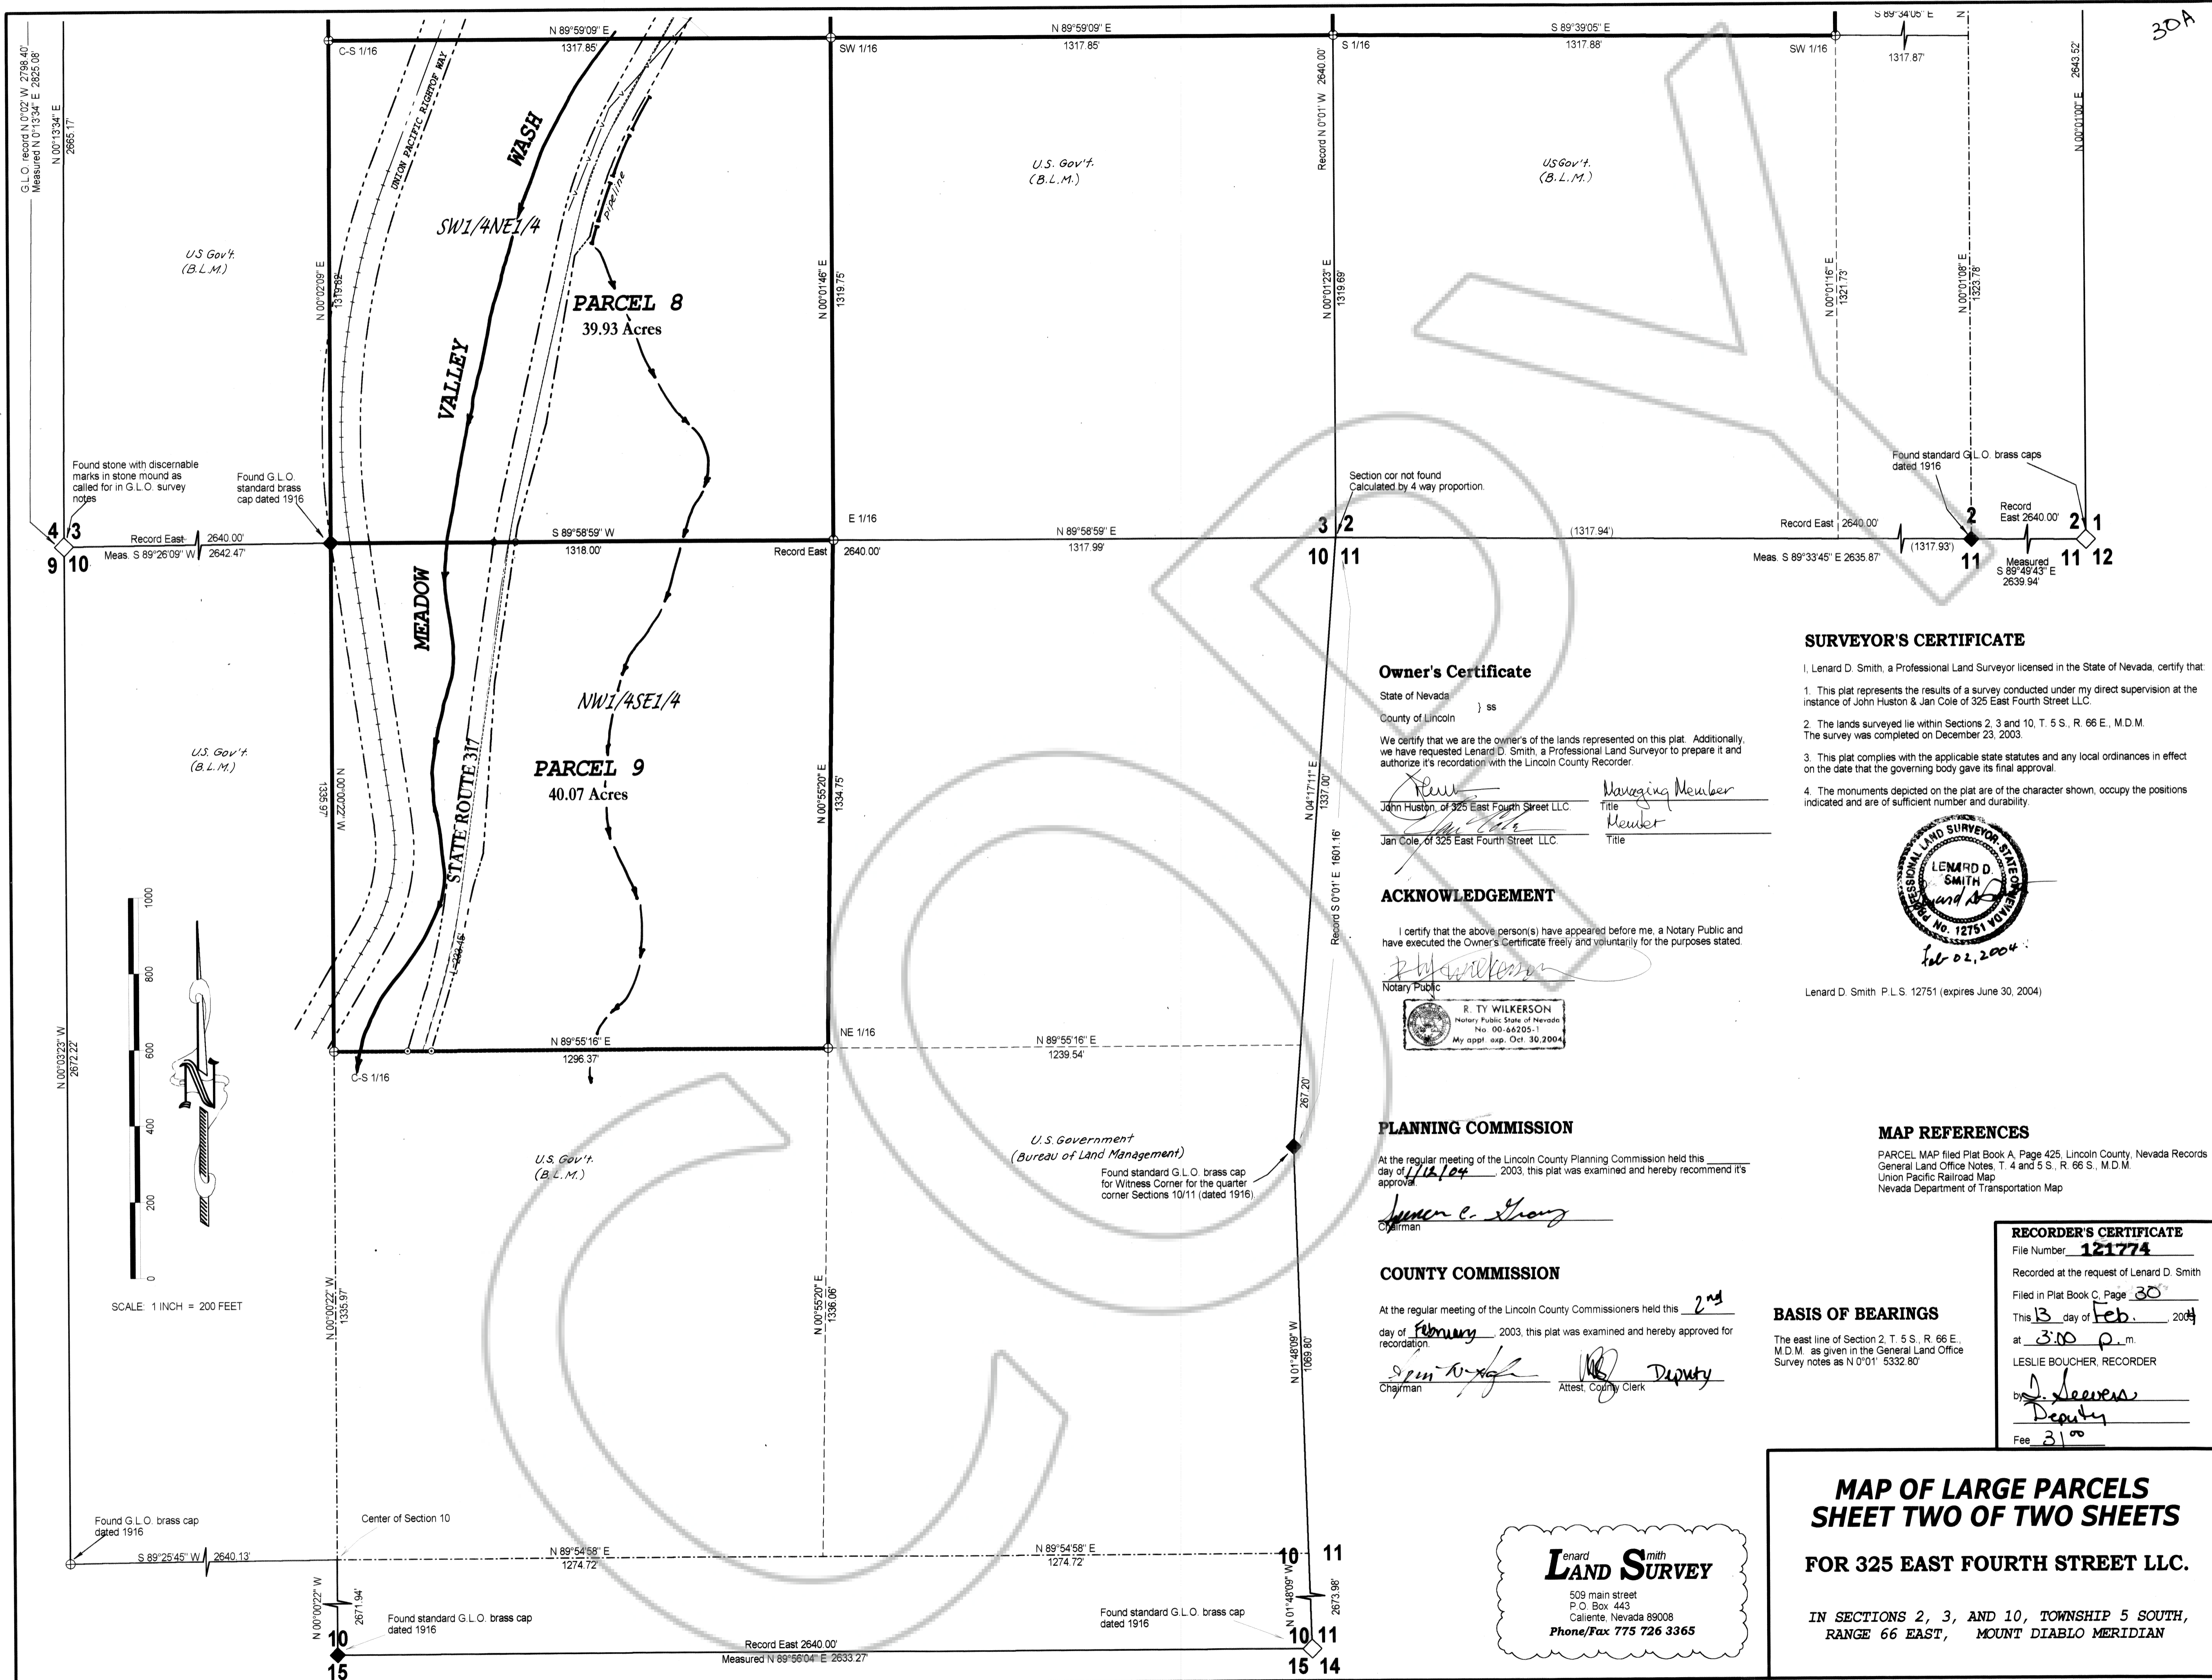 30A
G.L.O. record N 0°02' W 2798.40'
Measured N 0°13'34" E 2825.08'
N 00°13'34" E
2665.17'
C-S 1/16
N 89°59'09" E
1317.85'
SW 1/16
N 89°59'09" E
1317.85'
S 1/16
S 89°39'05" E
1317.88'
SW 1/16
S 89°34'05" E
1317.87'
N
N 00°01'00" E 2643.52'
Record N 0°01' W 2640.00'
UNION PACIFIC RIGHTOF WAY
WASH
VALLEY
MEADOW
pipeline
SW1/4NE1/4
U.S Gov't.
(B.L.M.)
U.S. Gov't.
(B.L.M.)
USGov't.
(B.L.M.)
N 00°02'09" E
1319.82'
PARCEL 8
39.93 Acres
N 00°01'46" E
1319.75'
N 00°01'23" E
1319.69'
N 00°01'16" E
1321.73'
N 00°01'08" E
1323.78'
Found stone with discernable
marks in stone mound as
called for in G.L.O. survey
notes
Found G.L.O.
standard brass
cap dated 1916
Section cor not found
Calculated by 4 way proportion.
Found standard G.L.O. brass caps
dated 1916
4 3
9 10
Record East 2640.00'
Meas. S 89°26'09" W 2642.47'
S 89°58'59" W
1318.00'
E 1/16
Record East 2640.00'
N 89°58'59" E
1317.99'
3 2
10 11
(1317.94')
Record East 2640.00'
Meas. S 89°33'45" E 2635.87'
(1317.93')
2
11
Record
East 2640.00'
Measured
S 89°49'43" E
2639.94'
2 1
11 12
U.S. Gov't.
(B.L.M.)
N 00°00'22" W
1335.97'
STATE ROUTE 317
L=233.45'
NW1/4SE1/4
PARCEL 9
40.07 Acres
N 00°55'20" E
1334.75'
N 04°17'11" E
1337.00'
Record S 0°01' E 1601.16'
Owner's Certificate
State of Nevada
} ss
County of Lincoln
We certify that we are the owner's of the lands represented on this plat. Additionally,
we have requested Lenard D. Smith, a Professional Land Surveyor to prepare it and
authorize it's recordation with the Lincoln County Recorder.
Managing Member
John Huston, of 325 East Fourth Street LLC. Title
Jan Cole Member
Jan Cole, of 325 East Fourth Street LLC. Title
ACKNOWLEDGEMENT
I certify that the above person(s) have appeared before me, a Notary Public and
have executed the Owner's Certificate freely and voluntarily for the purposes stated.
R Ty Wilkerson
Notary Public
R. TY WILKERSON
Notary Public State of Nevada
No. 00-66205-1
My appt. exp. Oct. 30,2004
SURVEYOR'S CERTIFICATE
I, Lenard D. Smith, a Professional Land Surveyor licensed in the State of Nevada, certify that:
1. This plat represents the results of a survey conducted under my direct supervision at the
instance of John Huston & Jan Cole of 325 East Fourth Street LLC.
2. The lands surveyed lie within Sections 2, 3 and 10, T. 5 S., R. 66 E., M.D.M.
The survey was completed on December 23, 2003.
3. This plat complies with the applicable state statutes and any local ordinances in effect
on the date that the governing body gave its final approval.
4. The monuments depicted on the plat are of the character shown, occupy the positions
indicated and are of sufficient number and durability.
PROFESSIONAL LAND SURVEYOR-STATE OF NEVADA
LENARD D.
SMITH
No. 12751
Feb 02, 2004
Lenard D. Smith P.L.S. 12751 (expires June 30, 2004)
1000
800
600
400
200
0
SCALE: 1 INCH = 200 FEET
N 00°03'23" W
2672.22'
C-S 1/16
N 89°55'16" E
1296.37'
NE 1/16
N 89°55'16" E
1239.54'
267.20'
U.S. Gov't.
(B.L.M.)
U.S. Government
(Bureau of Land Management)
Found standard G.L.O. brass cap
for Witness Corner for the quarter
corner Sections 10/11 (dated 1916).
N 00°00'22" W
1335.97'
N 00°55'20" E
1336.06'
N 01°48'09" W
1069.80'
PLANNING COMMISSION
At the regular meeting of the Lincoln County Planning Commission held this
day of 1/12/04, 2003, this plat was examined and hereby recommend it's
approval.
Chairman
COUNTY COMMISSION
At the regular meeting of the Lincoln County Commissioners held this 2nd
day of February, 2003, this plat was examined and hereby approved for
recordation.
Deputy
Chairman Attest, County Clerk
MAP REFERENCES
PARCEL MAP filed Plat Book A, Page 425, Lincoln County, Nevada Records
General Land Office Notes, T. 4 and 5 S., R. 66 S., M.D.M.
Union Pacific Railroad Map
Nevada Department of Transportation Map
BASIS OF BEARINGS
The east line of Section 2, T. 5 S., R. 66 E.,
M.D.M. as given in the General Land Office
Survey notes as N 0°01' 5332.80'
RECORDER'S CERTIFICATE
File Number 121774
Recorded at the request of Lenard D. Smith
Filed in Plat Book C, Page 30
This 13 day of Feb., 2004
at 3:00 p.m.
LESLIE BOUCHER, RECORDER
by
Deputy
Fee 31 00
Found G.L.O. brass cap
dated 1916
S 89°25'45" W 2640.13'
Center of Section 10
N 89°54'58" E
1274.72'
N 89°54'58" E
1274.72'
10 11
N 00°00'22" W
2671.94'
Found standard G.L.O. brass cap
dated 1916
Found standard G.L.O. brass cap
dated 1916
N 01°48'09" W
2673.98'
10
15
Record East 2640.00'
Measured N 89°56'04" E 2633.27'
10 11
15 14
Lenard Smith
LAND SURVEY
509 main street
P.O. Box 443
Caliente, Nevada 89008
Phone/Fax 775 726 3365
MAP OF LARGE PARCELS
SHEET TWO OF TWO SHEETS
FOR 325 EAST FOURTH STREET LLC.
IN SECTIONS 2, 3, AND 10, TOWNSHIP 5 SOUTH,
RANGE 66 EAST, MOUNT DIABLO MERIDIAN
COPY